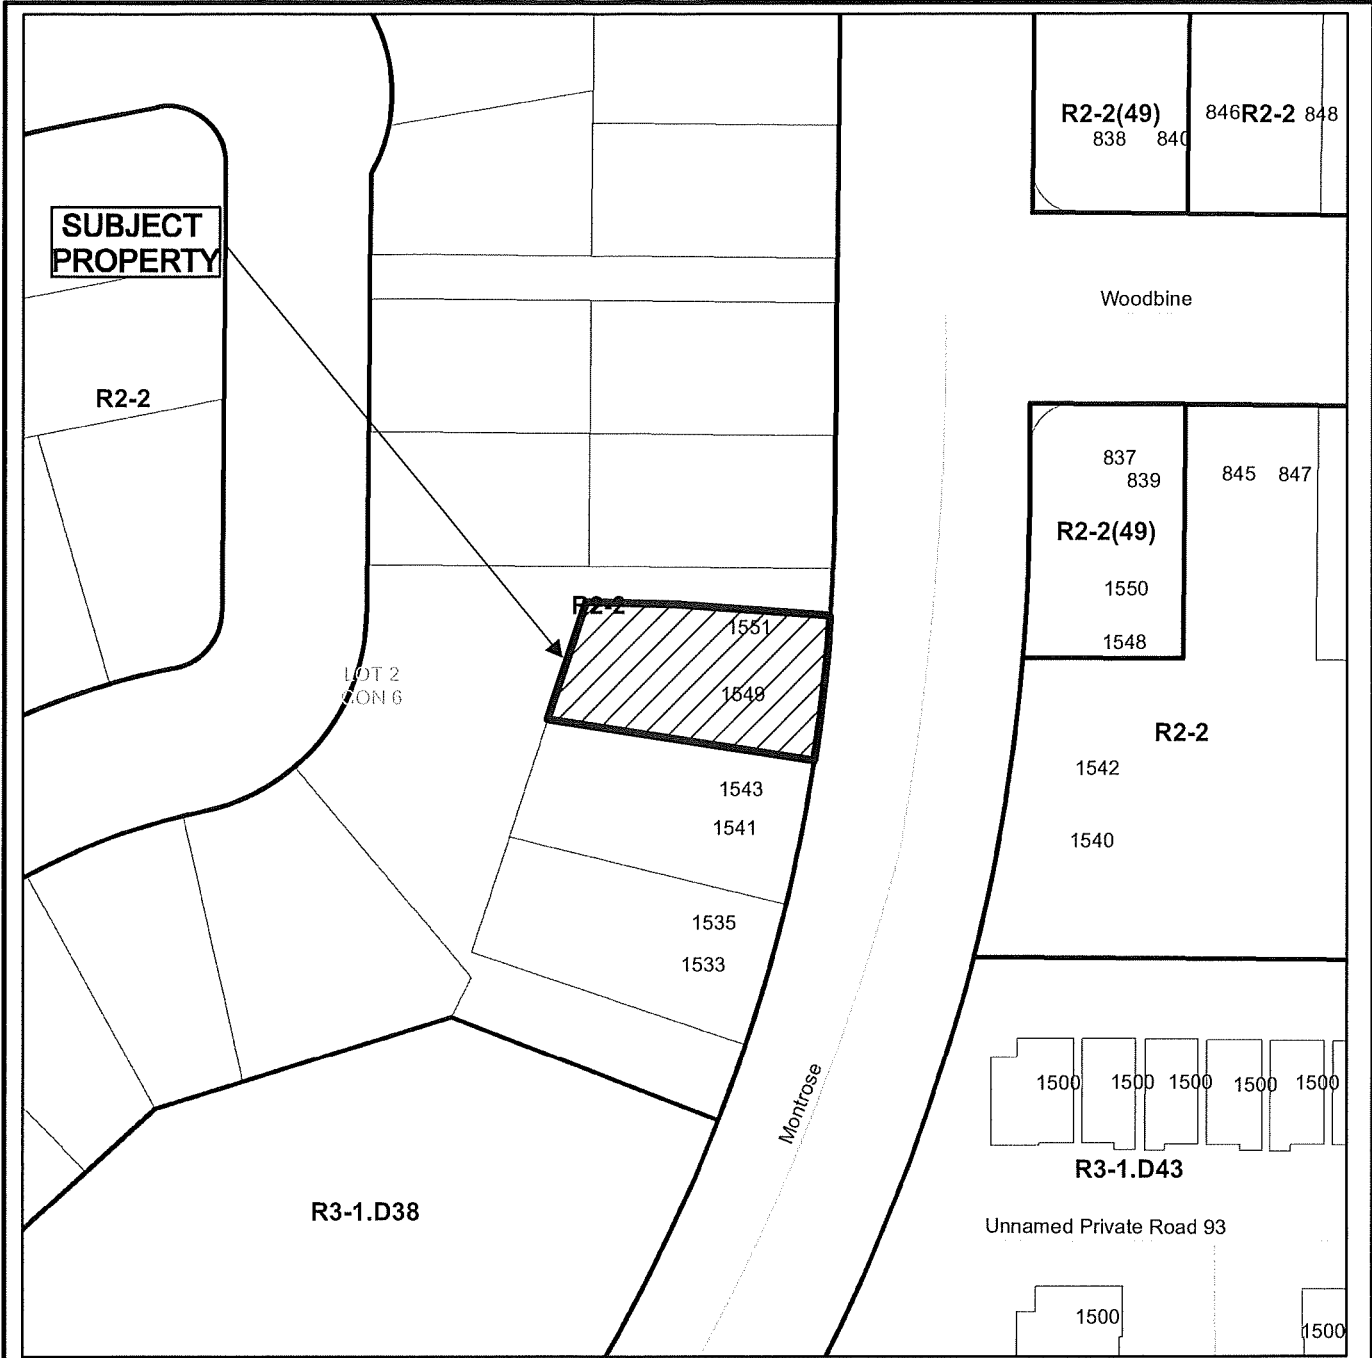 R2-2(49)
838 840
846 R2-2 848
SUBJECT
PROPERTY
Woodbine
R2-2
837
839
845 847
R2-2(49)
1550
1548
R2-2
1551
1549
LOT 2
CON 6
R2-2
1542
1540
1543
1541
1535
1533
Montrose
1500 1500 1500 1500 1500
R3-1.D43
R3-1.D38
Unnamed Private Road 93
1500
1500